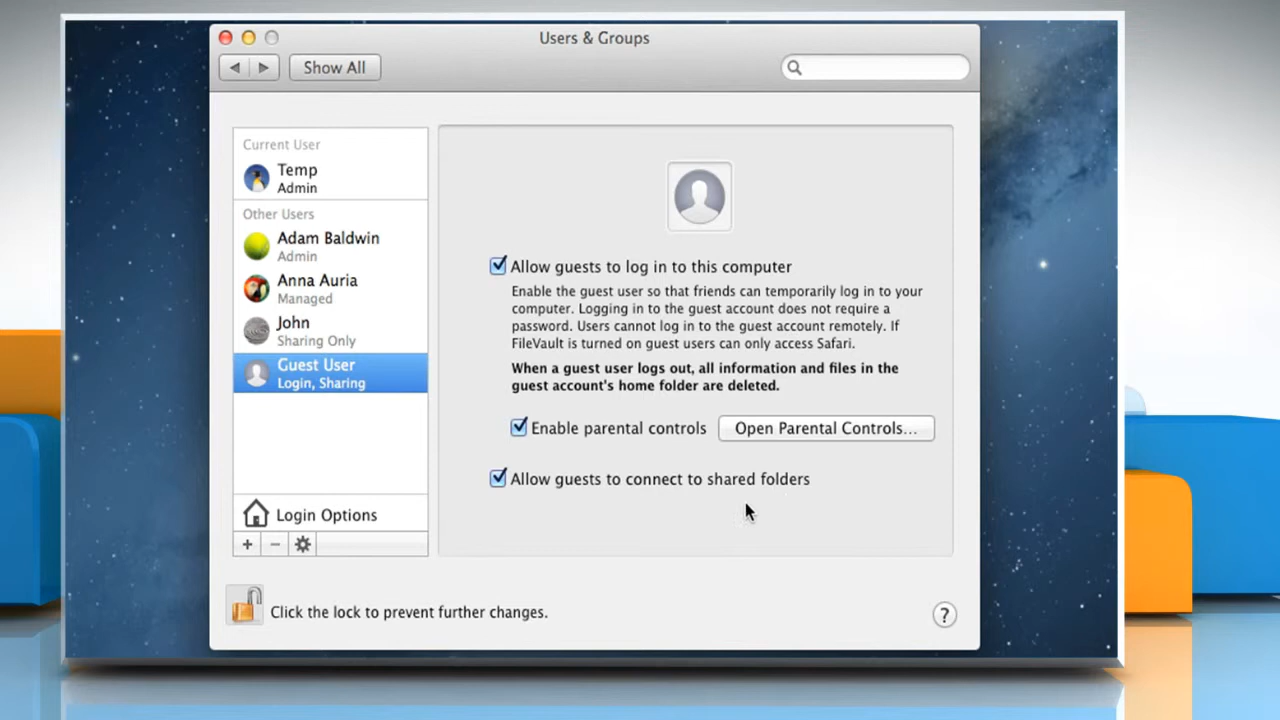 Users & Groups
Show All
Current User
Temp
Admin
Other Users
Adam Baldwin
Admin
Anna Auria
Managed
John
Sharing Only
Guest User
Login, Sharing
Login Options
Allow guests to log in to this computer
Enable the guest user so that friends can temporarily log in to your
computer. Logging in to the guest account does not require a
password. Users cannot log in to the guest account remotely. If
FileVault is turned on guest users can only access Safari.
When a guest user logs out, all information and files in the
guest account's home folder are deleted.
Enable parental controls
Open Parental Controls...
Allow guests to connect to shared folders
Click the lock to prevent further changes.
?